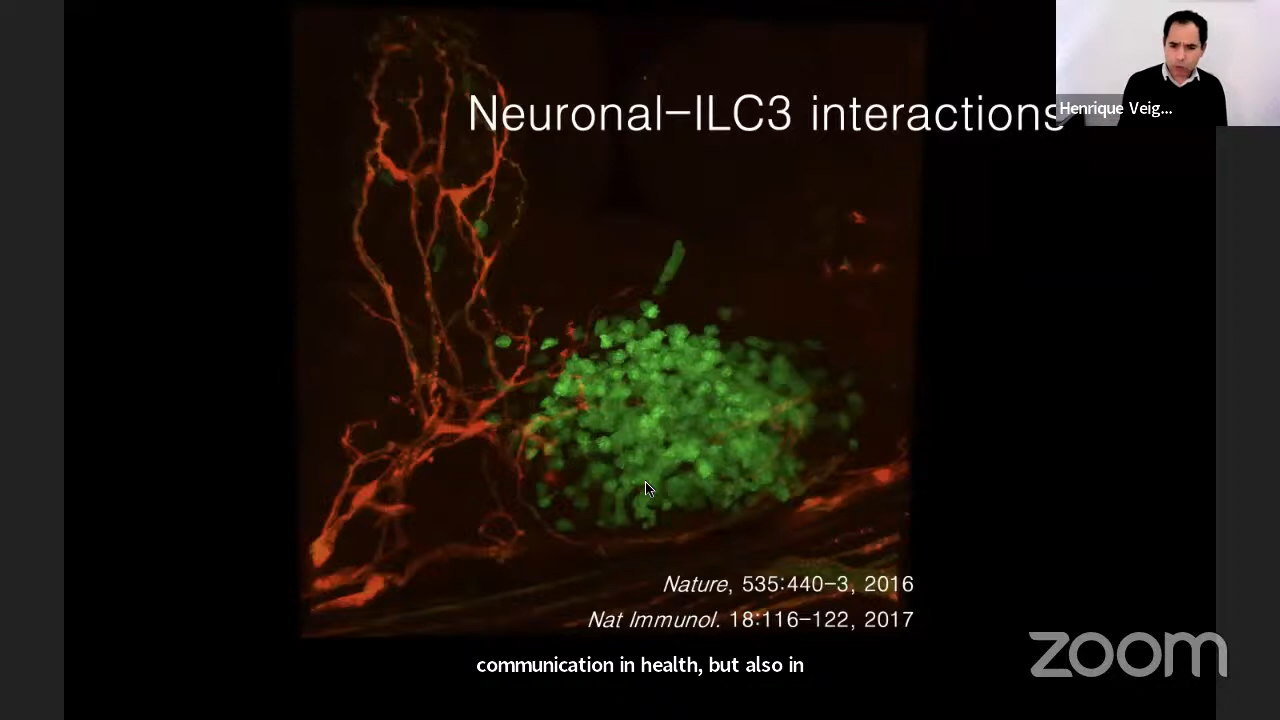 Neuronal-ILC3 interactions
Henrique Veig...
Nature, 535:440-3, 2016
Nat Immunol. 18:116-122, 2017
communication in health, but also in
zoom